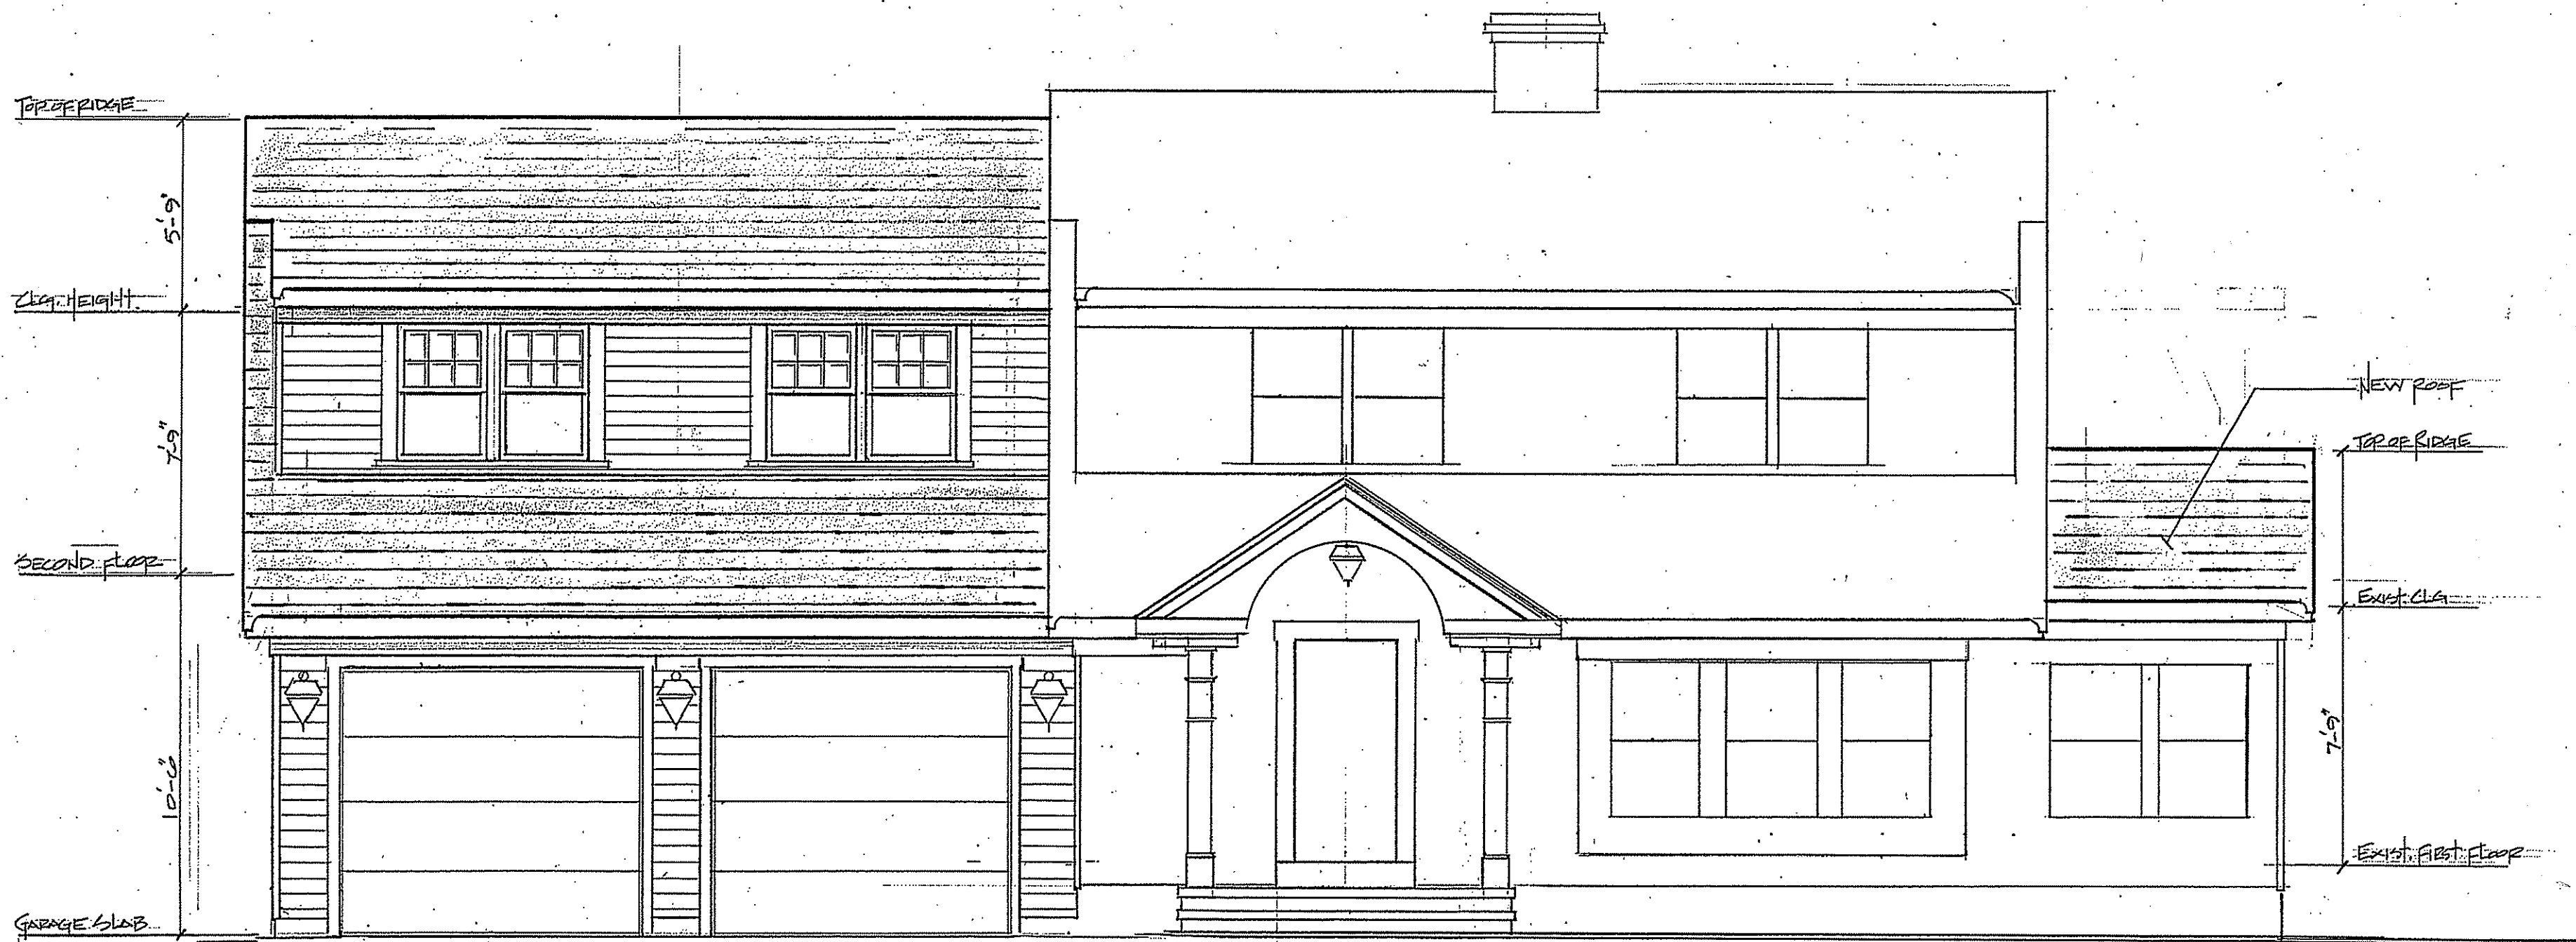 TOP OF RIDGE
5'-9"
CLG. HEIGHT
7'-9"
SECOND FLOOR
10'-6"
GARAGE SLAB
NEW ROOF
TOP OF RIDGE
EXIST. CLG
7'-9"
EXIST. FIRST FLOOR